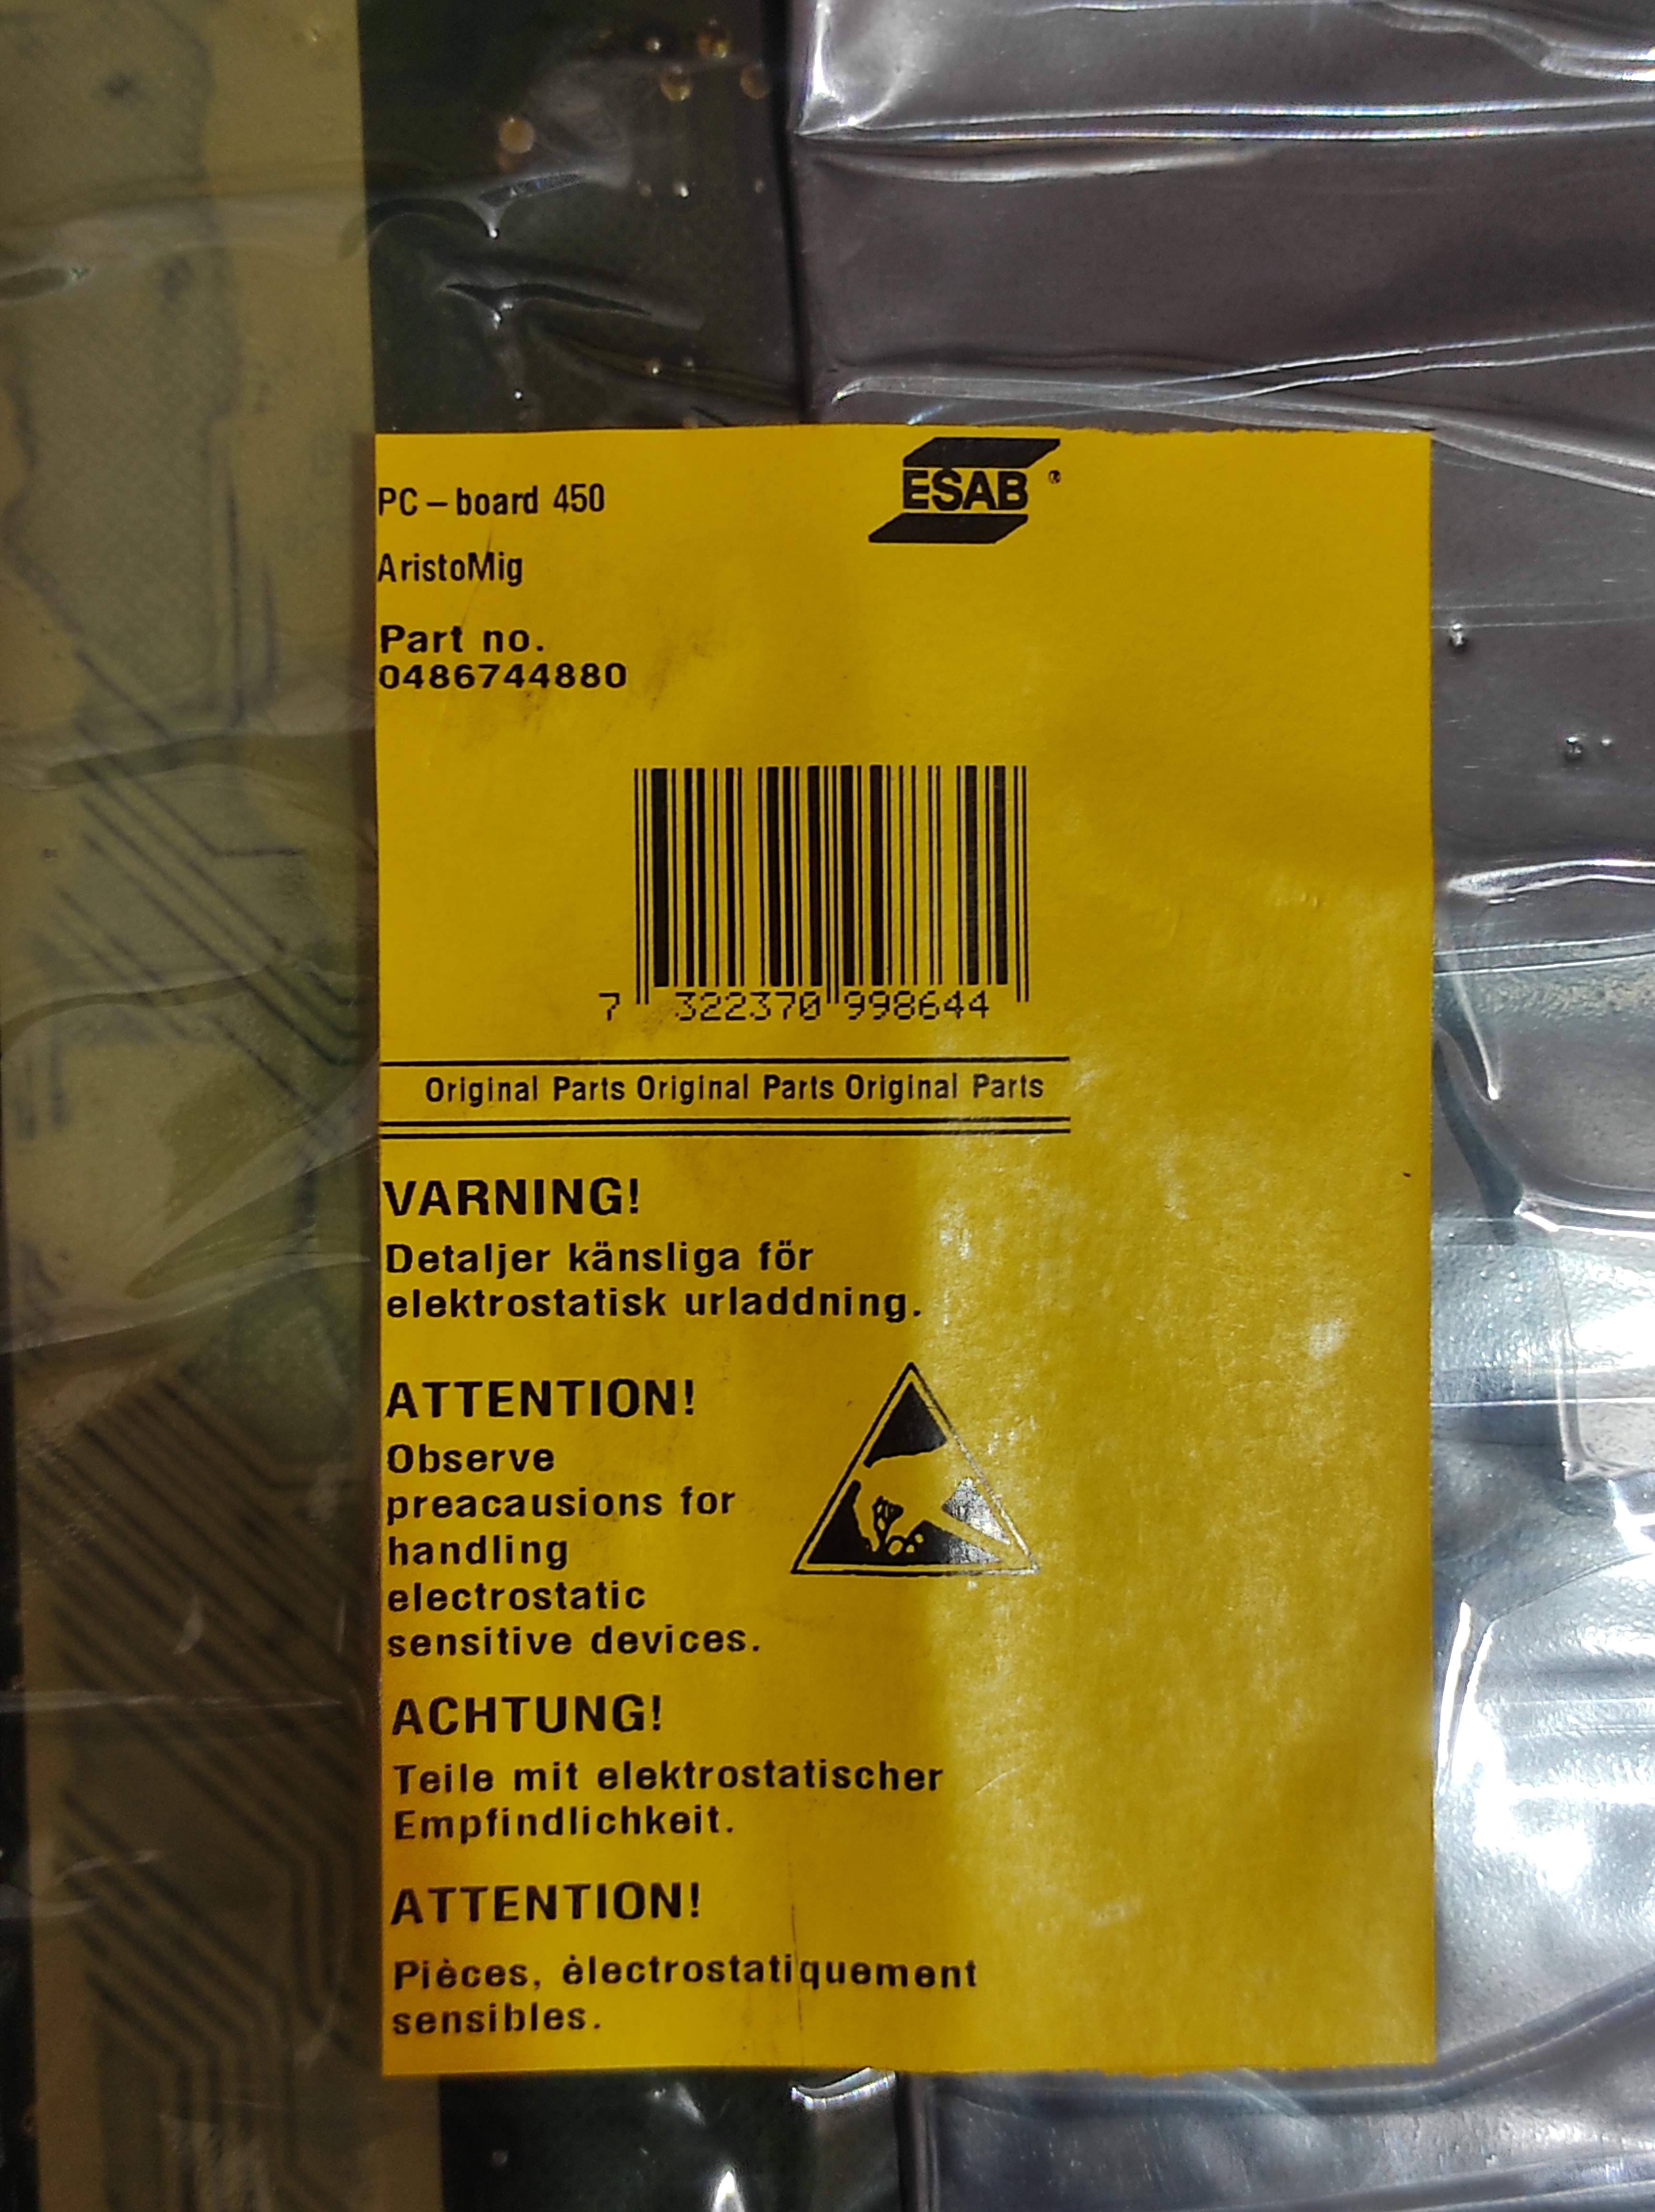 ESAB®
PC – board 450
AristoMig
Part no.
0486744880
7 322370 998644
Original Parts Original Parts Original Parts
VARNING!
Detaljer känsliga för
elektrostatisk urladdning.
ATTENTION!
Observe
preacausions for
handling
electrostatic
sensitive devices.
ACHTUNG!
Teile mit elektrostatischer
Empfindlichkeit.
ATTENTION!
Pièces, èlectrostatiquement
sensibles.